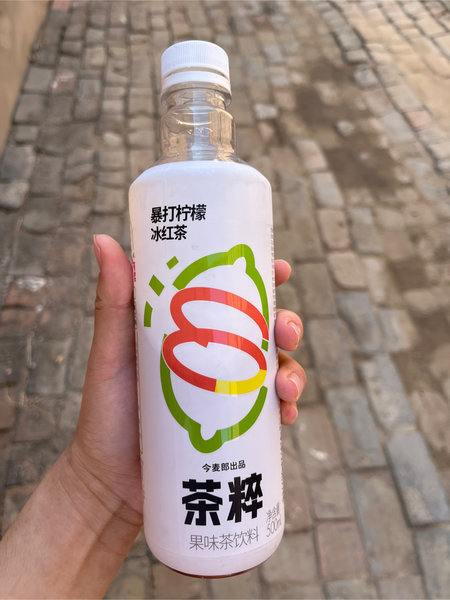 暴打柠檬
冰红茶
今麦郎出品
茶粹
果味茶饮料
净含量
500mL